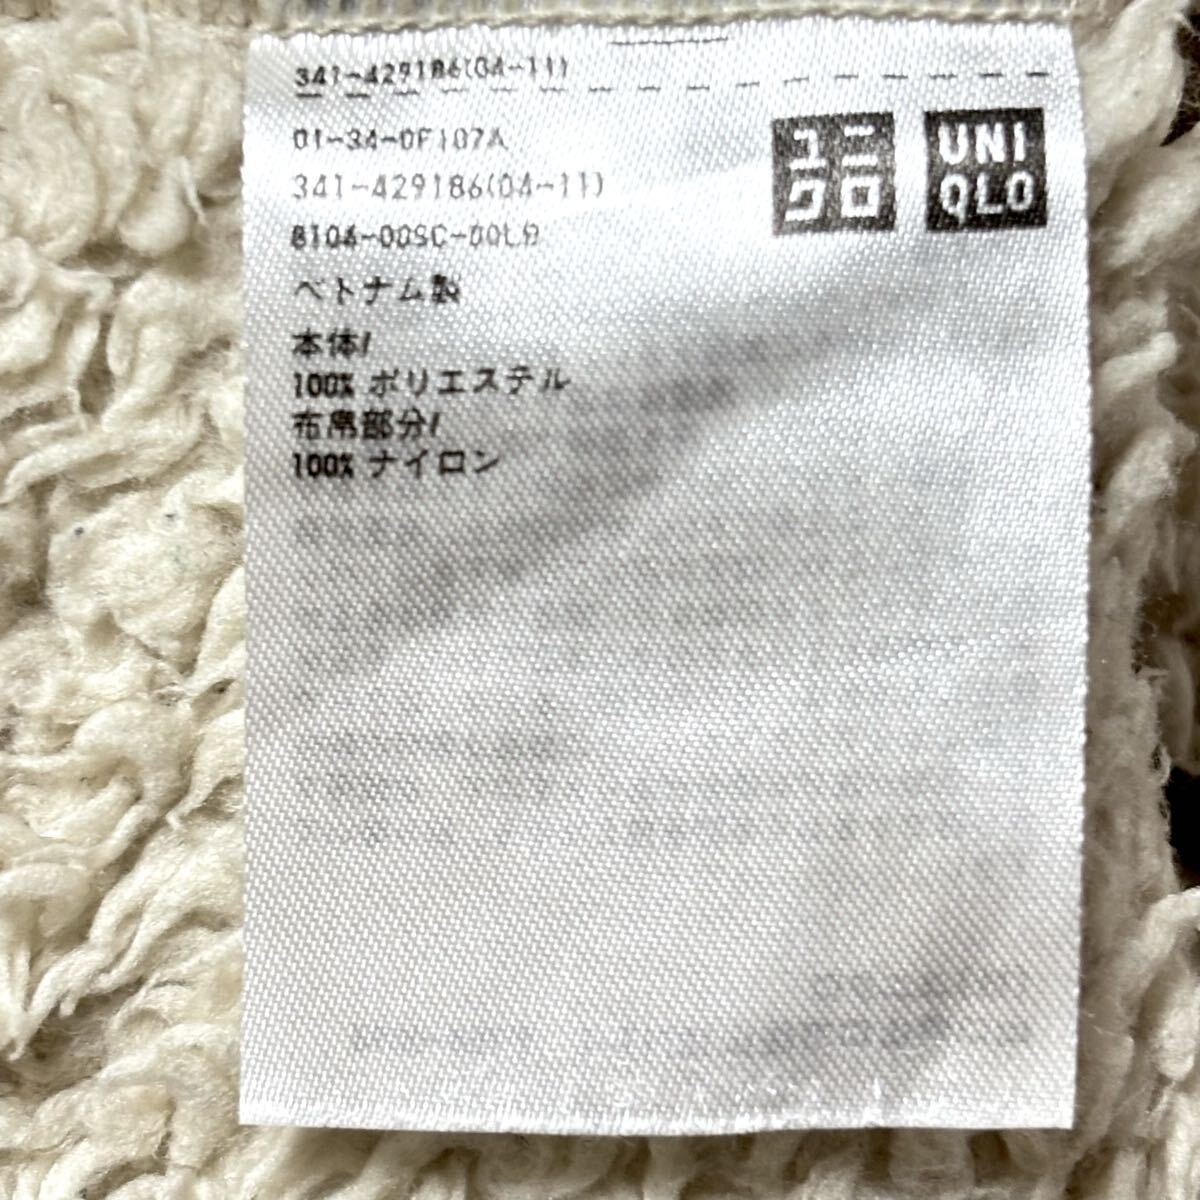 341-429186(04-11)
01-34-0F107A
341-429186(04-11)
8104-00SC-00LB
ベトナム製
本体/
100% ポリエステル
布帛部分/
100% ナイロン
ユニ
クロ
UNI
QLO